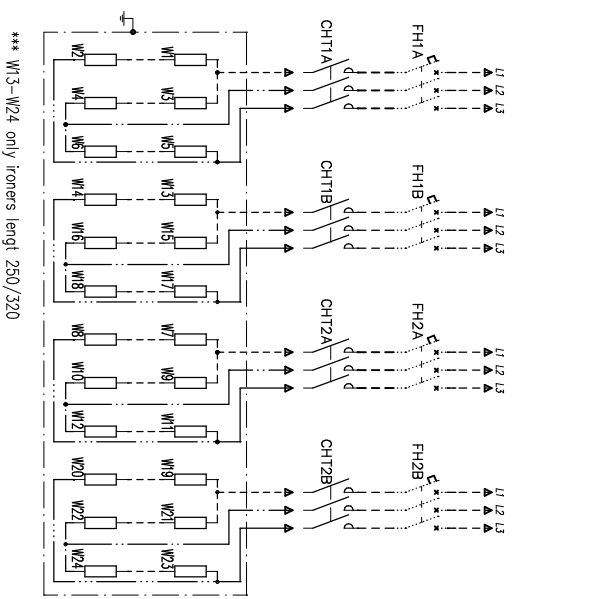 L1
L2
L3
FH1A
CHT1A
W1
W2
W3
W4
W5
W6
L1
L2
L3
FH1B
CHT1B
W13
W14
W15
W16
W17
W18
L1
L2
L3
FH2A
CHT2A
W7
W8
W9
W10
W11
W12
L1
L2
L3
FH2B
CHT2B
W19
W20
W21
W22
W23
W24
*** W13-W24 only ironers lengt 250/320